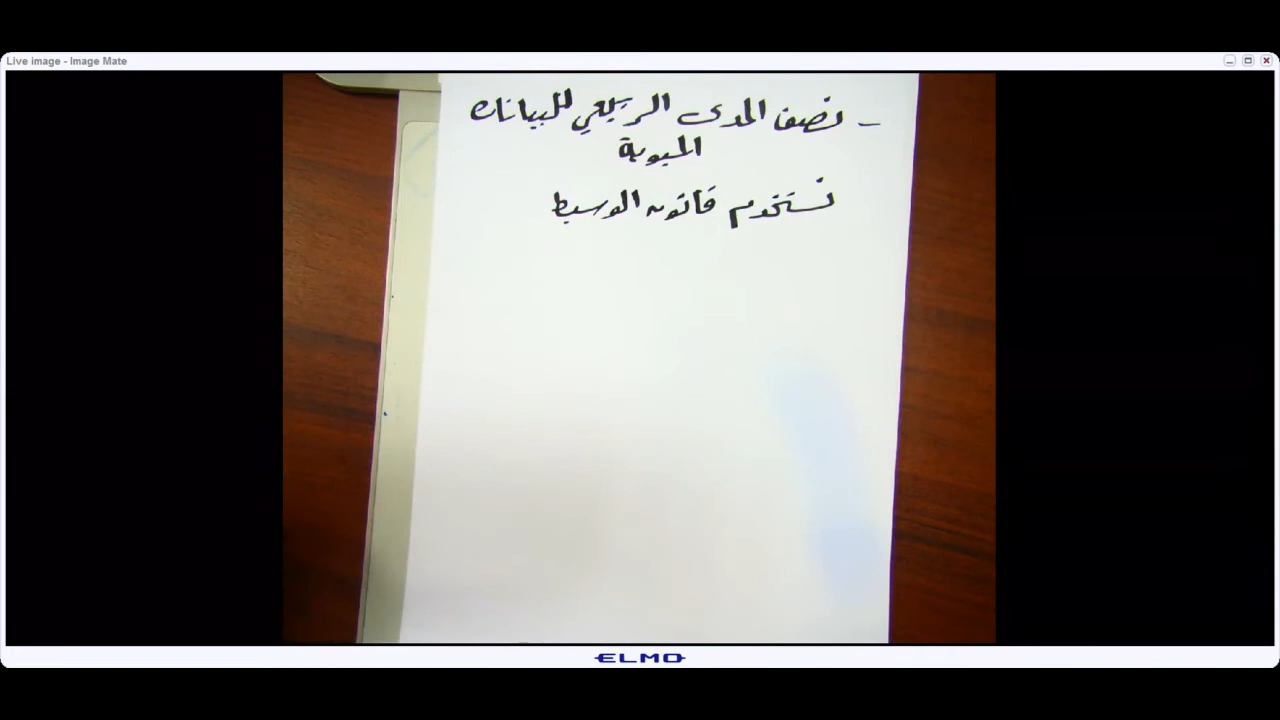 Live image - Image Mate
- نصف المدى الربيعي للبيانات
المبوبة
نستخدم قانون الوسيط
ELMO